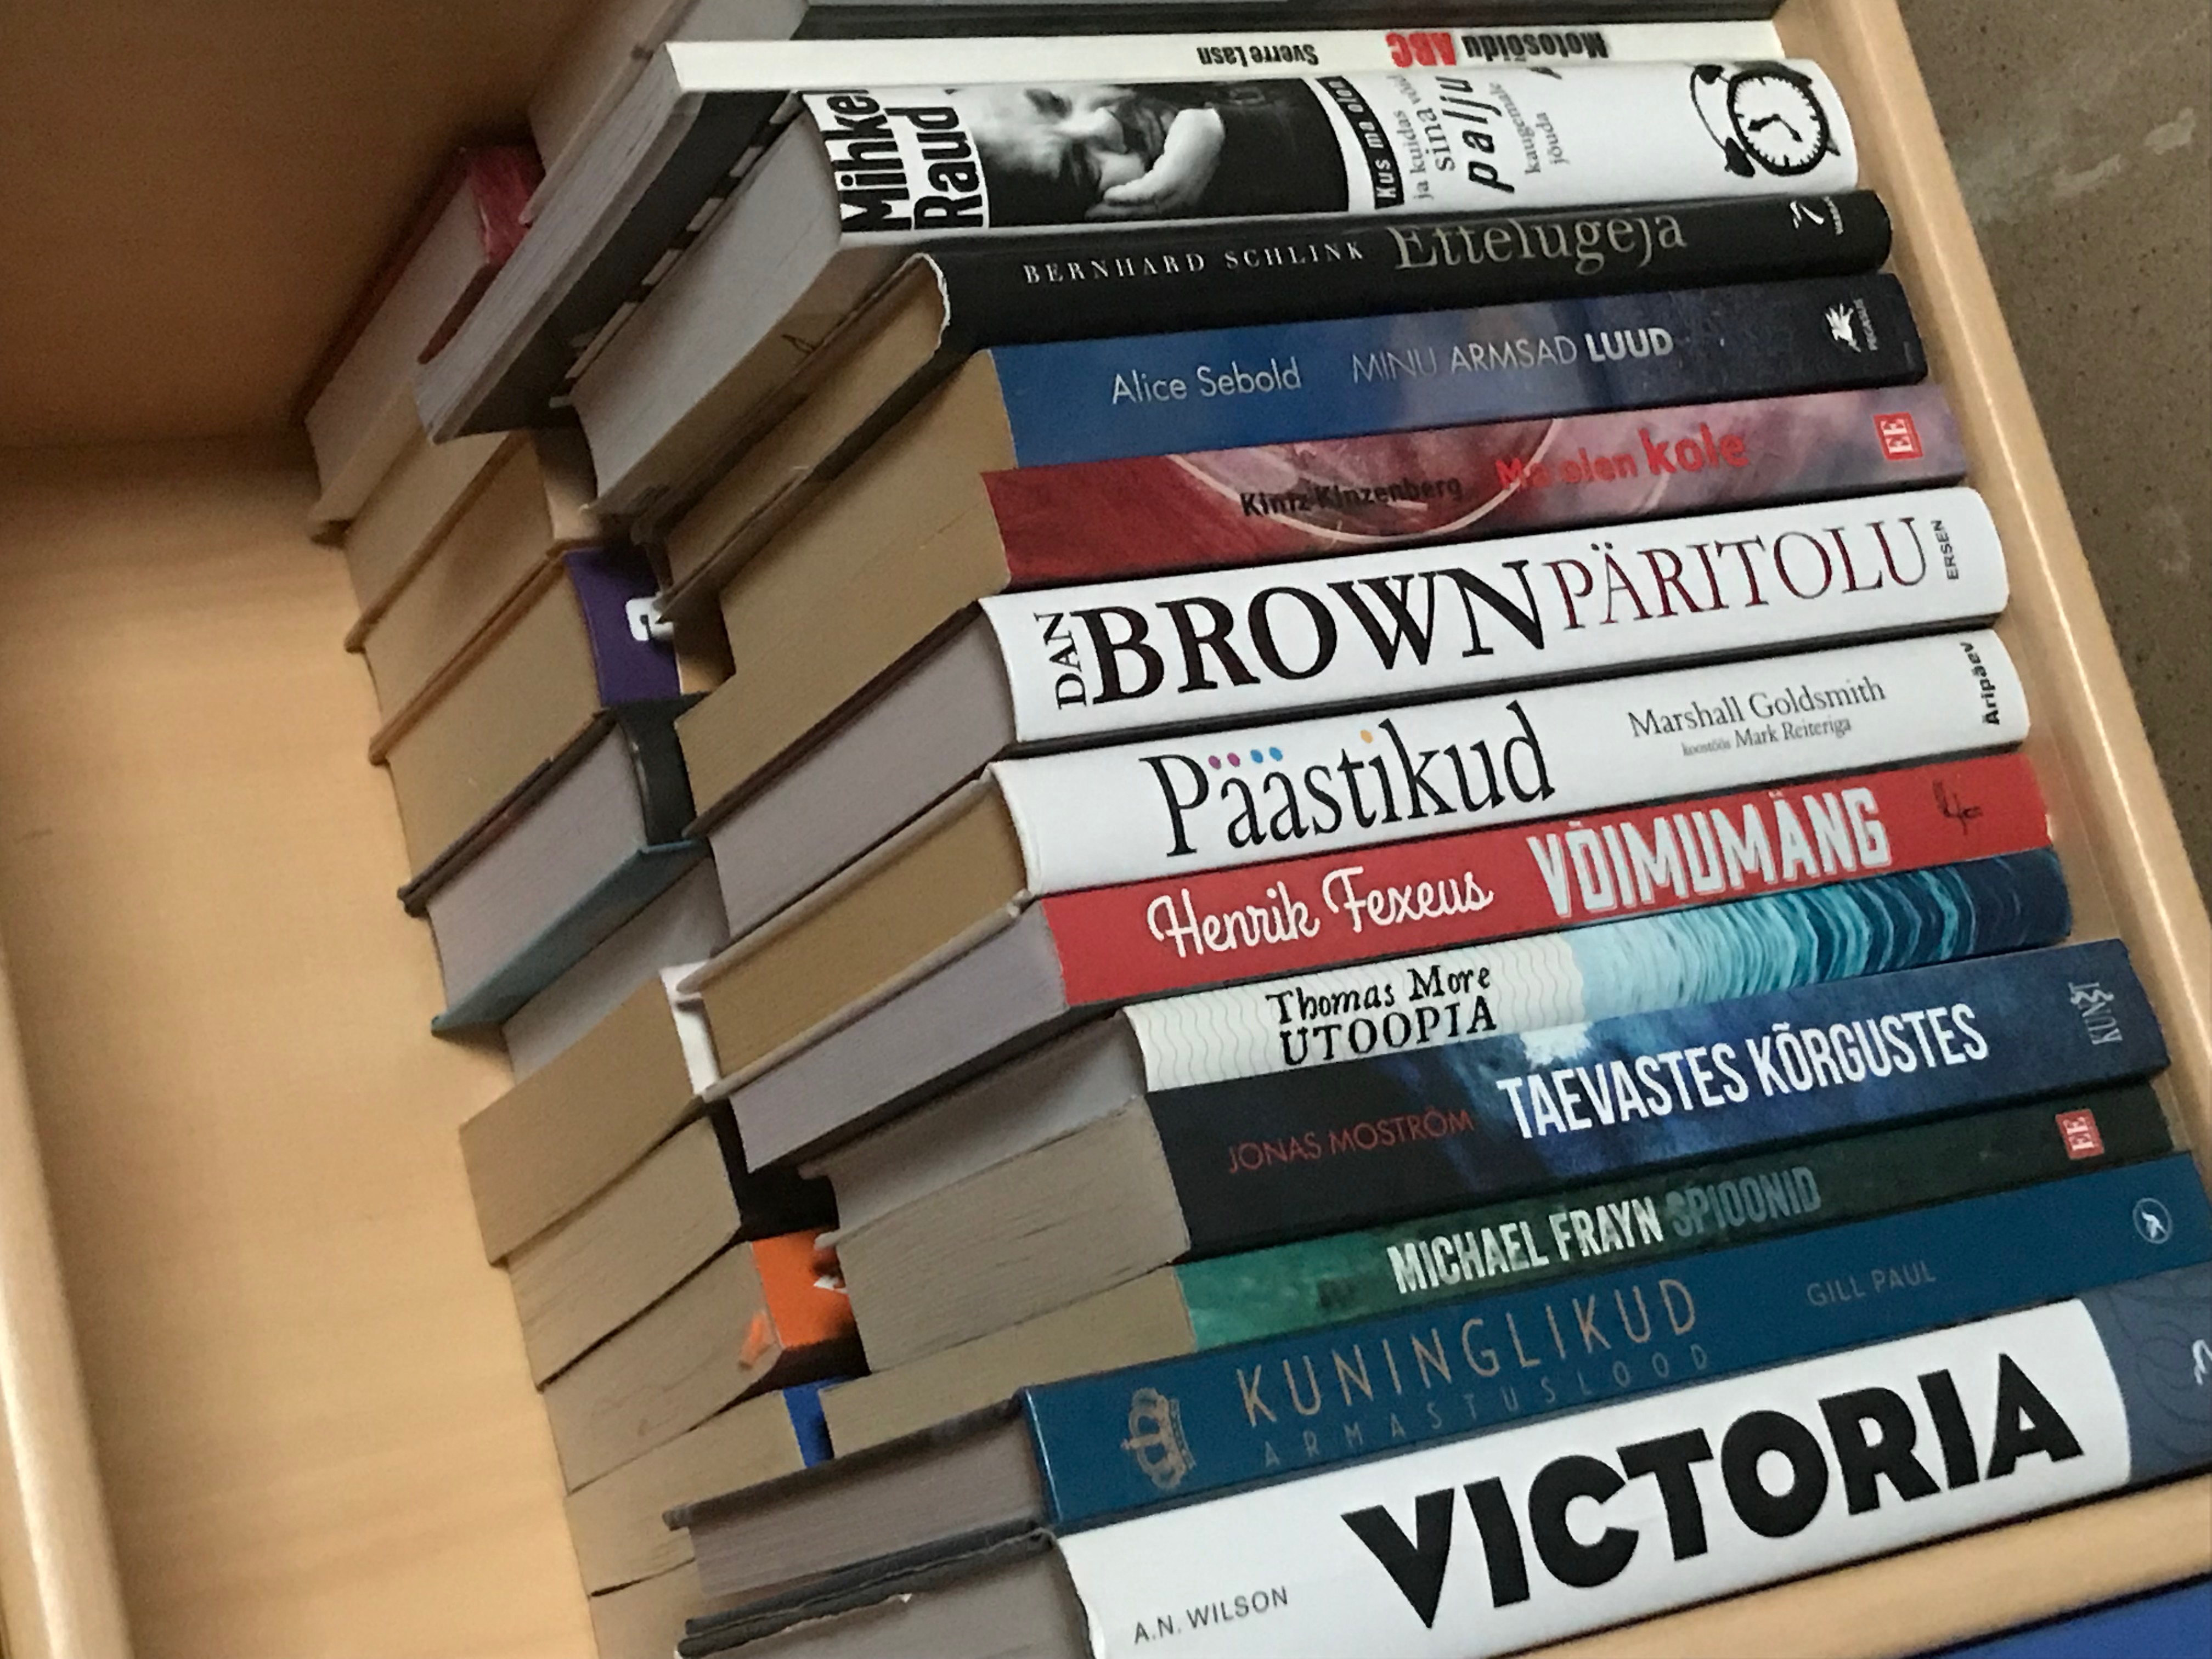 A.N. WILSON
VICTORIA
KUNINGLIKUD
ARMASTUSLOOD
GILL PAUL
MICHAEL FRAYN SPIOONID
EE
JONAS MOSTRÖM
TAEVASTES KÕRGUSTES
KUNST
Thomas More
UTOOPIA
Henrik Fexeus
VÕIMUMÄNG
Päästikud
Marshall Goldsmith
koostöös Mark Reiteriga
Äripäev
DAN
BROWN
PÄRITOLU
ERSEN
Kinzenberg
Ma olen kole
EE
Alice Sebold
MINU ARMSAD LUUD
PEGASUS
BERNHARD SCHLINK Ettelugeja
VARRAK
Mihkel
Raud
Kus ma olen
ja kuidas
sina võid
palju
kaugemale
jõuda
Sverre Lasn
Motosõidu ABC